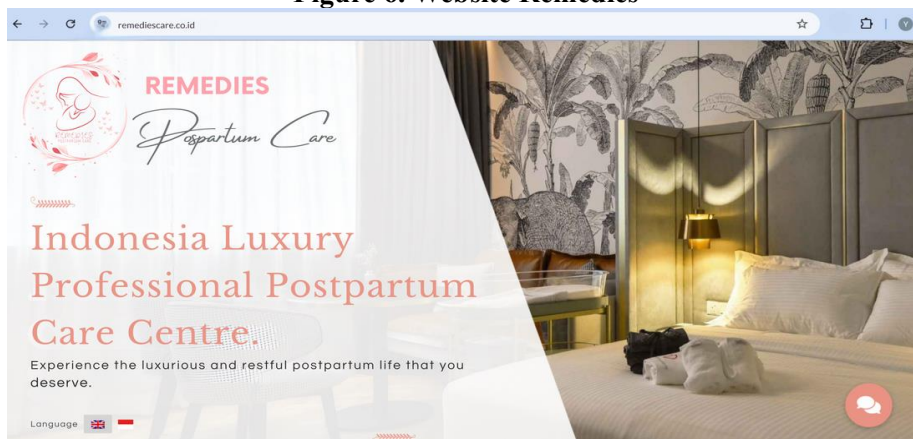 Figure 6. Website Remedies
remediescare.co.id
Y
REMEDIES
Pospartum Care
Indonesia Luxury
Professional Postpartum
Care Centre.
Experience the luxurious and restful postpartum life that you
deserve.
Language